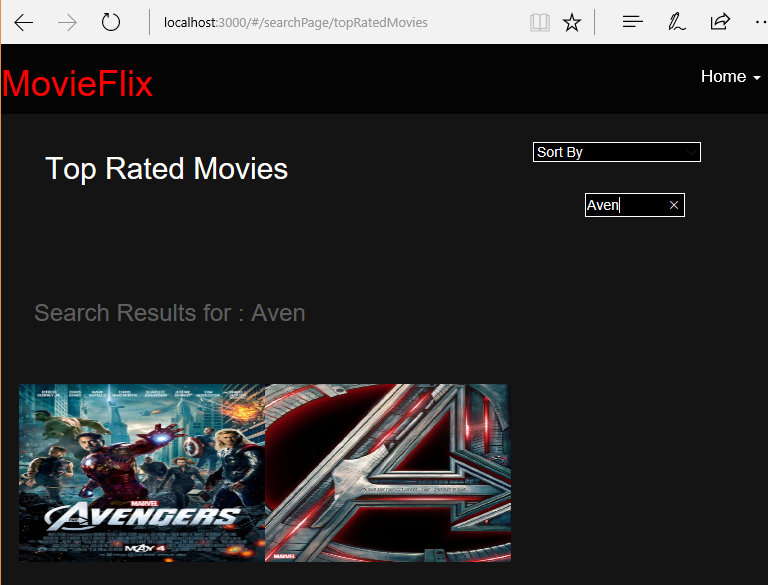 localhost:3000/#/searchPage/topRatedMovies
MovieFlix
Home
Top Rated Movies
Sort By
Aven
Search Results for : Aven
MARVEL
AVENGERS
MAY 4
MARVEL